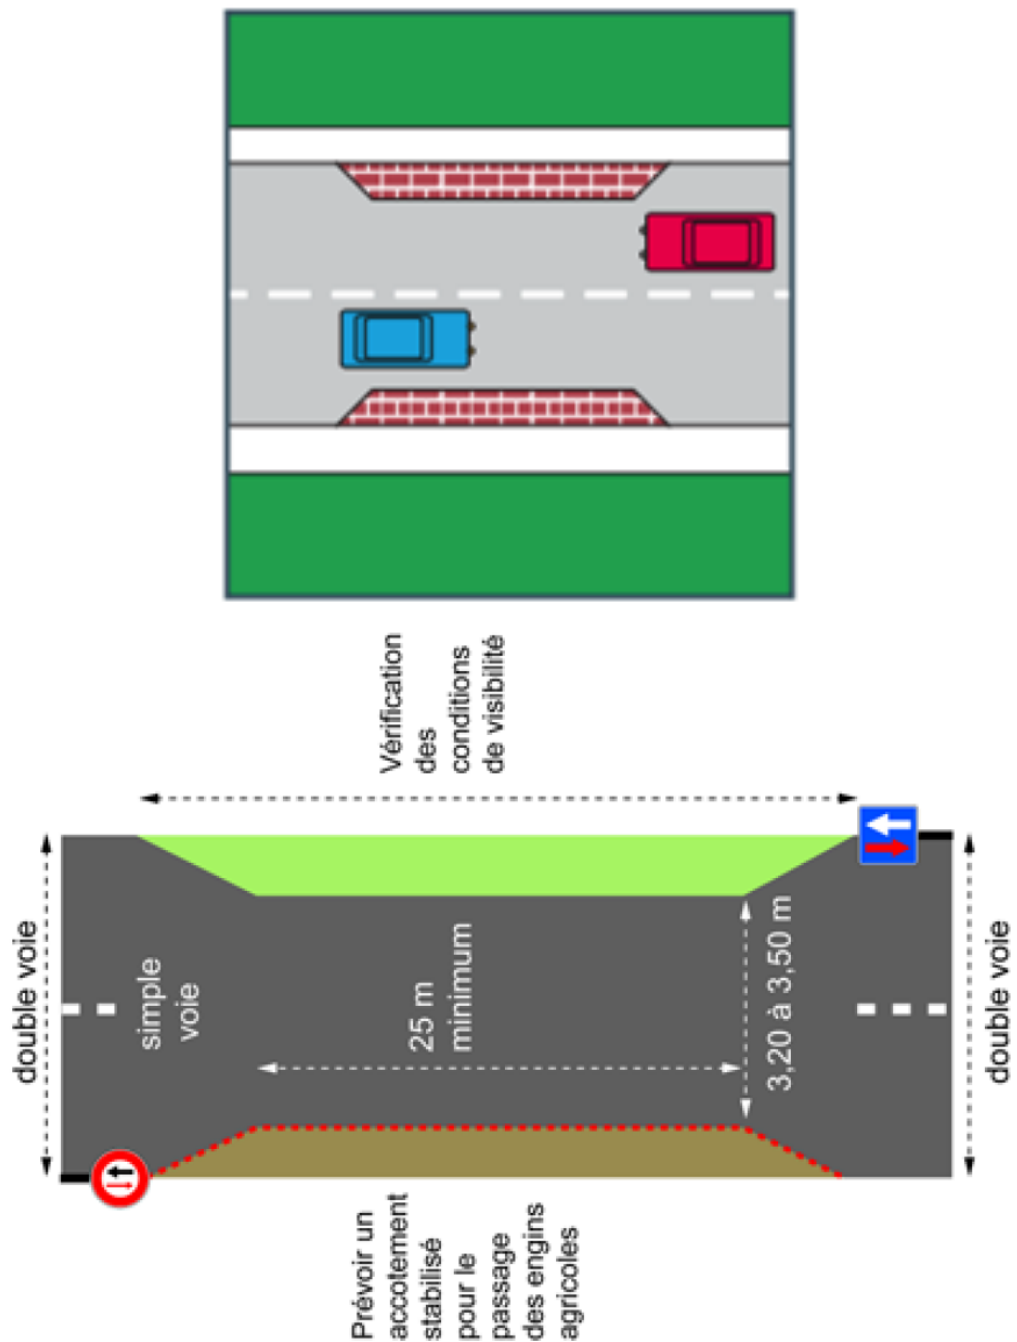 Vérification
des
conditions
de visibilité
double voie
simple
voie
25 m
minimum
3,20 à 3,50 m
double voie
Prévoir un
accotement
stabilisé
pour le
passage
des engins
agricoles